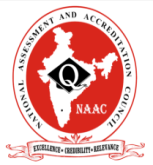 NATIONAL ASSESSMENT AND ACCREDITATION COUNCIL
Q
NAAC
EXCELLENCE • CREDIBILITY • RELEVANCE